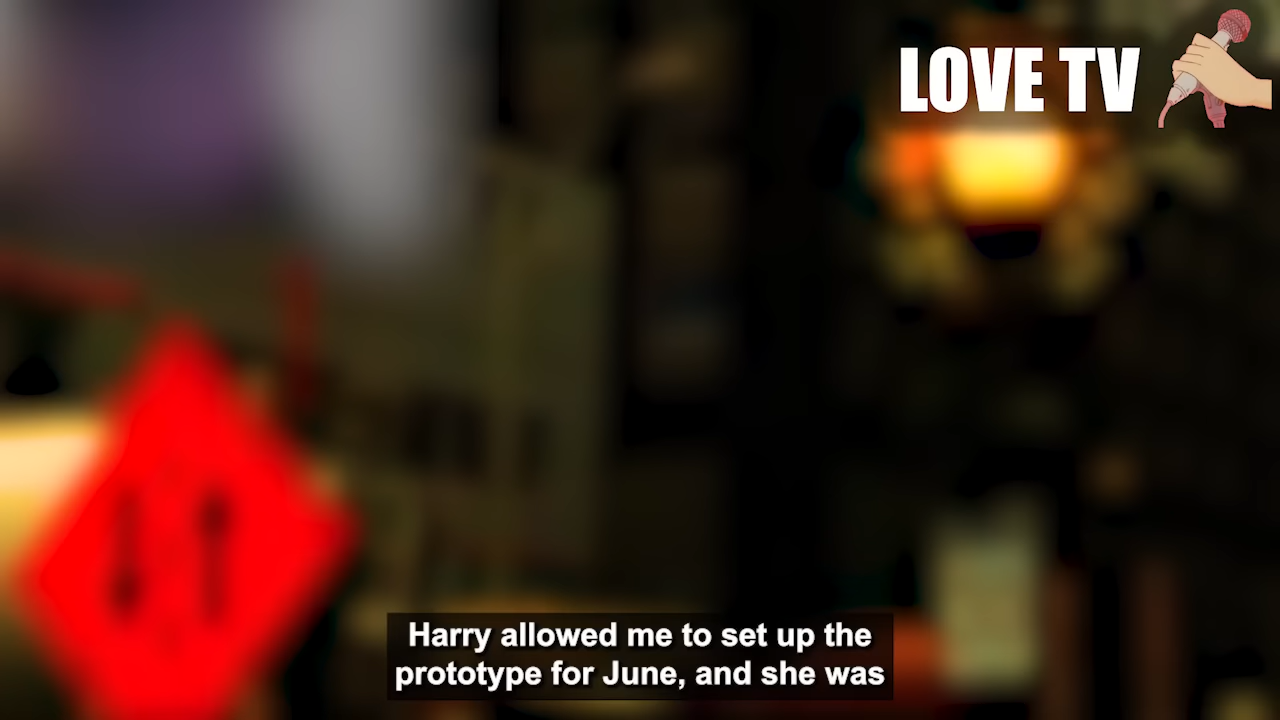 LOVE TV
Harry allowed me to set up the
prototype for June, and she was